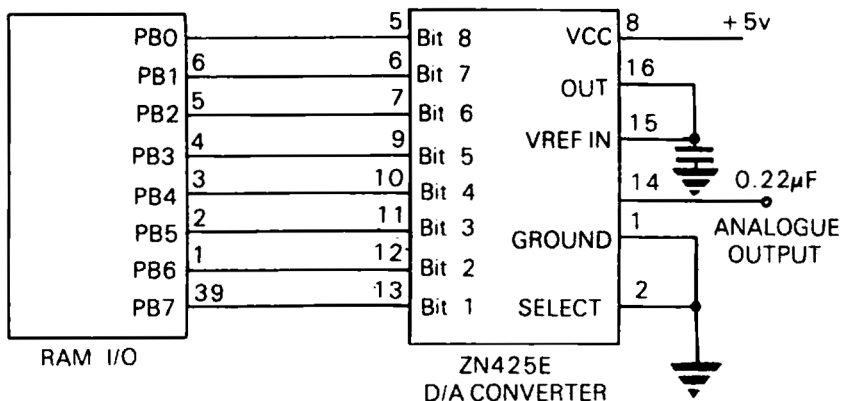 PB0 5 Bit 8 VCC 8 +5v
PB1 6 6 Bit 7 OUT 16
PB2 5 7 Bit 6
PB3 4 9 Bit 5 VREF IN 15
PB4 3 10 Bit 4 14 0.22µF
PB5 2 11 Bit 3 GROUND 1 ANALOGUE
PB6 1 12 Bit 2 OUTPUT
PB7 39 13 Bit 1 SELECT 2
RAM I/O ZN425E
D/A CONVERTER